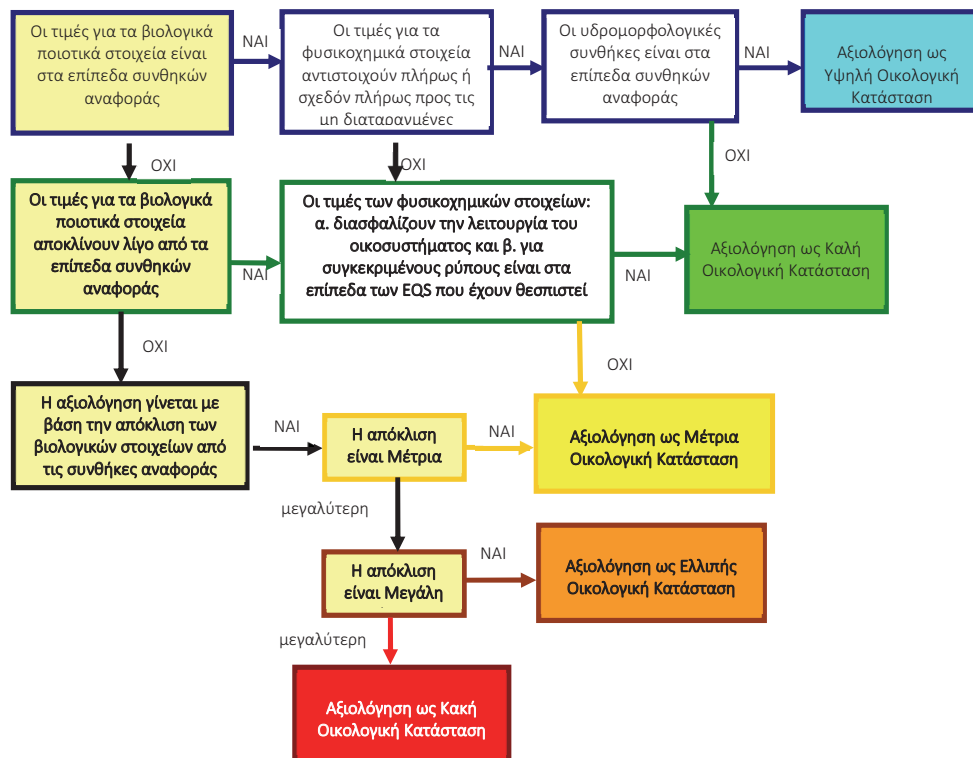 Οι τιμές για τα βιολογικά
ποιοτικά στοιχεία είναι
στα επίπεδα συνθηκών
αναφοράς
ΝΑΙ
Οι τιμές για τα
φυσικοχημικά στοιχεία
αντιστοιχούν πλήρως ή
σχεδόν πλήρως προς τις
μη διαταραγμένες
ΝΑΙ
Οι υδρομορφολογικές
συνθήκες είναι στα
επίπεδα συνθηκών
αναφοράς
ΝΑΙ
Αξιολόγηση ως
Υψηλή Οικολογική
Κατάσταση
ΟΧΙ
ΟΧΙ
ΟΧΙ
Οι τιμές για τα βιολογικά
ποιοτικά στοιχεία
αποκλίνουν λίγο από τα
επίπεδα συνθηκών
αναφοράς
ΝΑΙ
Οι τιμές των φυσικοχημικών στοιχείων:
α. διασφαλίζουν την λειτουργία του
οικοσυστήματος και β. για
συγκεκριμένους ρύπους είναι στα
επίπεδα των EQS που έχουν θεσπιστεί
ΝΑΙ
Αξιολόγηση ως Καλή
Οικολογική Κατάσταση
ΟΧΙ
ΟΧΙ
Η αξιολόγηση γίνεται με
βάση την απόκλιση των
βιολογικών στοιχείων από
τις συνθήκες αναφοράς
ΝΑΙ
Η απόκλιση
είναι Μέτρια
ΝΑΙ
Αξιολόγηση ως Μέτρια
Οικολογική Κατάσταση
μεγαλύτερη
Η απόκλιση
είναι Μεγάλη
ΝΑΙ
Αξιολόγηση ως Ελλιπής
Οικολογική Κατάσταση
μεγαλύτερη
Αξιολόγηση ως Κακή
Οικολογική Κατάσταση